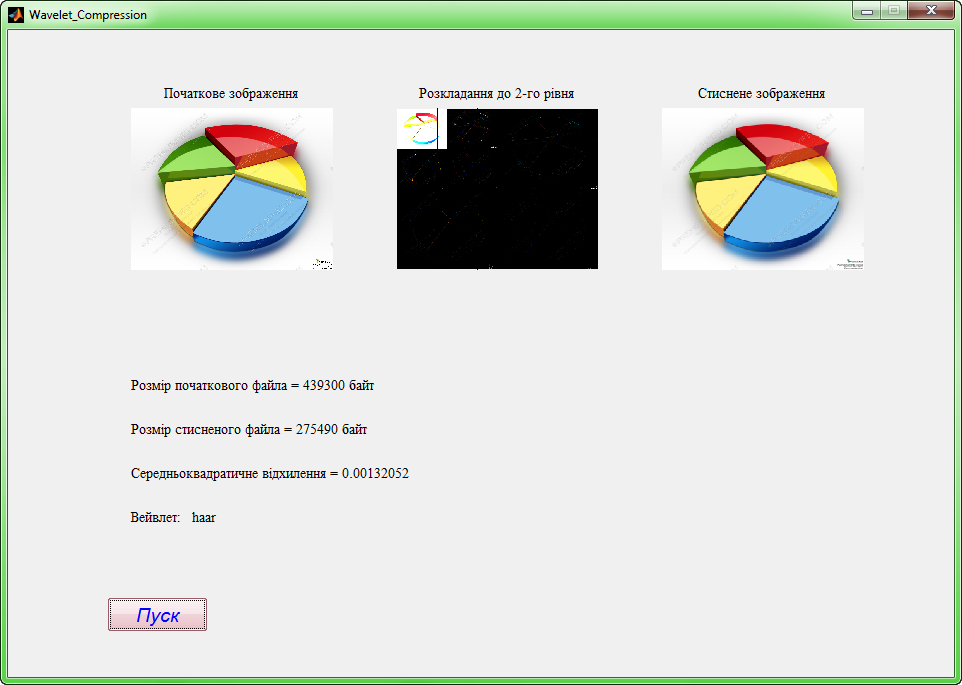 Wavelet_Compression
Початкове зображення
Розкладання до 2-го рівня
Стиснене зображення
Розмір початкового файла = 439300 байт
Розмір стисненого файла = 275490 байт
Середньоквадратичне відхилення = 0.00132052
Вейвлет: haar
Пуск